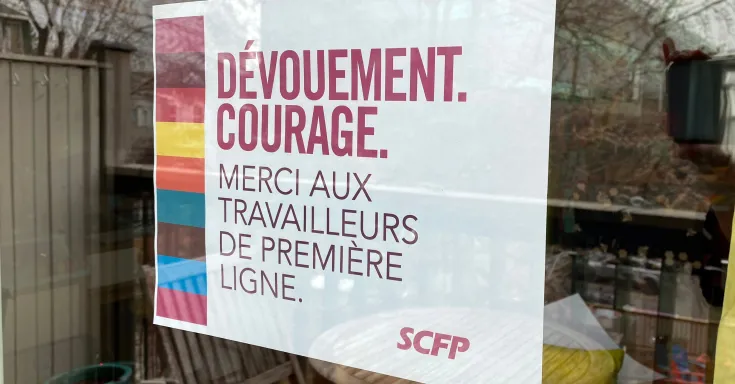 DÉVOUEMENT.
COURAGE.
MERCI AUX
TRAVAILLEURS
DE PREMIÈRE
LIGNE.
SCFP